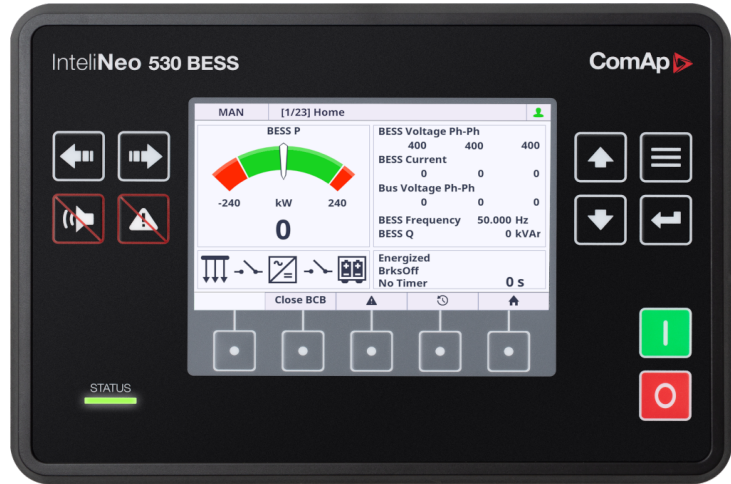 InteliNeo 530 BESS
ComAp
MAN [1/23] Home
BESS P
-240 kW 240
0
BESS Voltage Ph-Ph
400 400 400
BESS Current
0 0 0
Bus Voltage Ph-Ph
0 0 0
BESS Frequency 50.000 Hz
BESS Q 0 kVAr
Energized
BrksOff
No Timer 0 s
Close BCB
STATUS